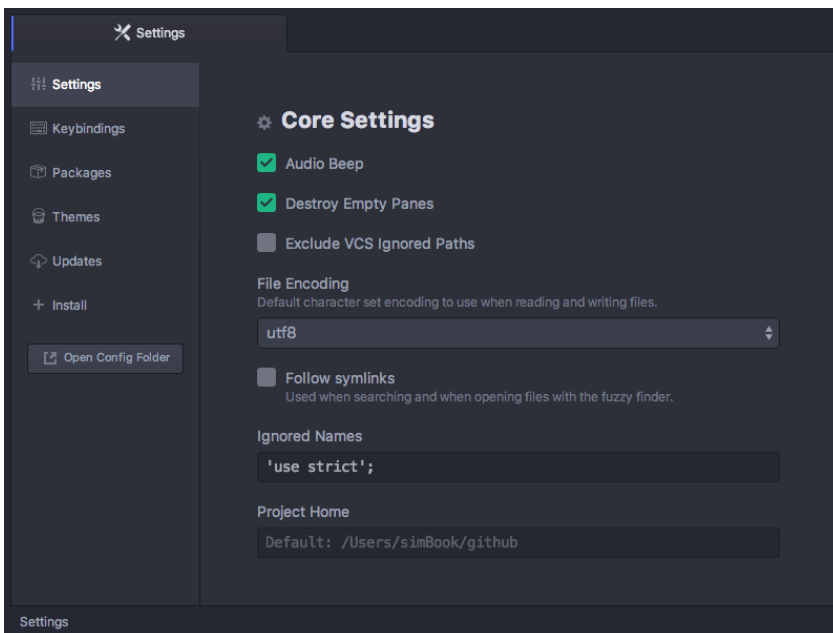 Settings
Settings
Keybindings
Packages
Themes
Updates
Install
Open Config Folder
Core Settings
Audio Beep
Destroy Empty Panes
Exclude VCS Ignored Paths
File Encoding
Default character set encoding to use when reading and writing files.
utf8
Follow symlinks
Used when searching and when opening files with the fuzzy finder.
Ignored Names
'use strict';
Project Home
Default: /Users/simBook/github
Settings